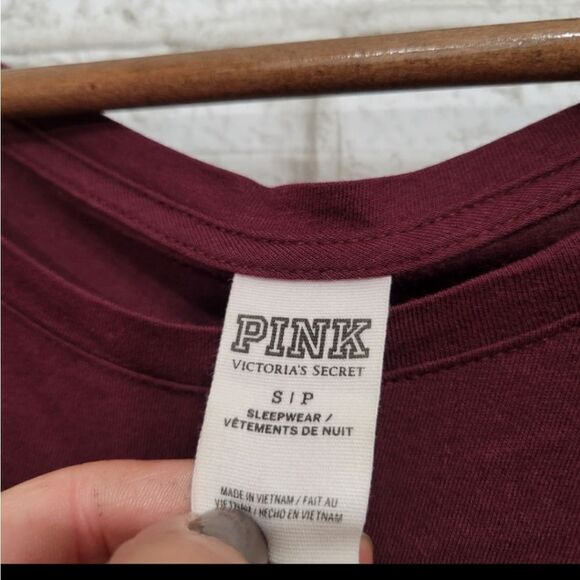 PINK
VICTORIA'S SECRET
S | P
SLEEPWEAR /
VÊTEMENTS DE NUIT
MADE IN VIETNAM / FAIT AU
VIETNAM / HECHO EN VIETNAM